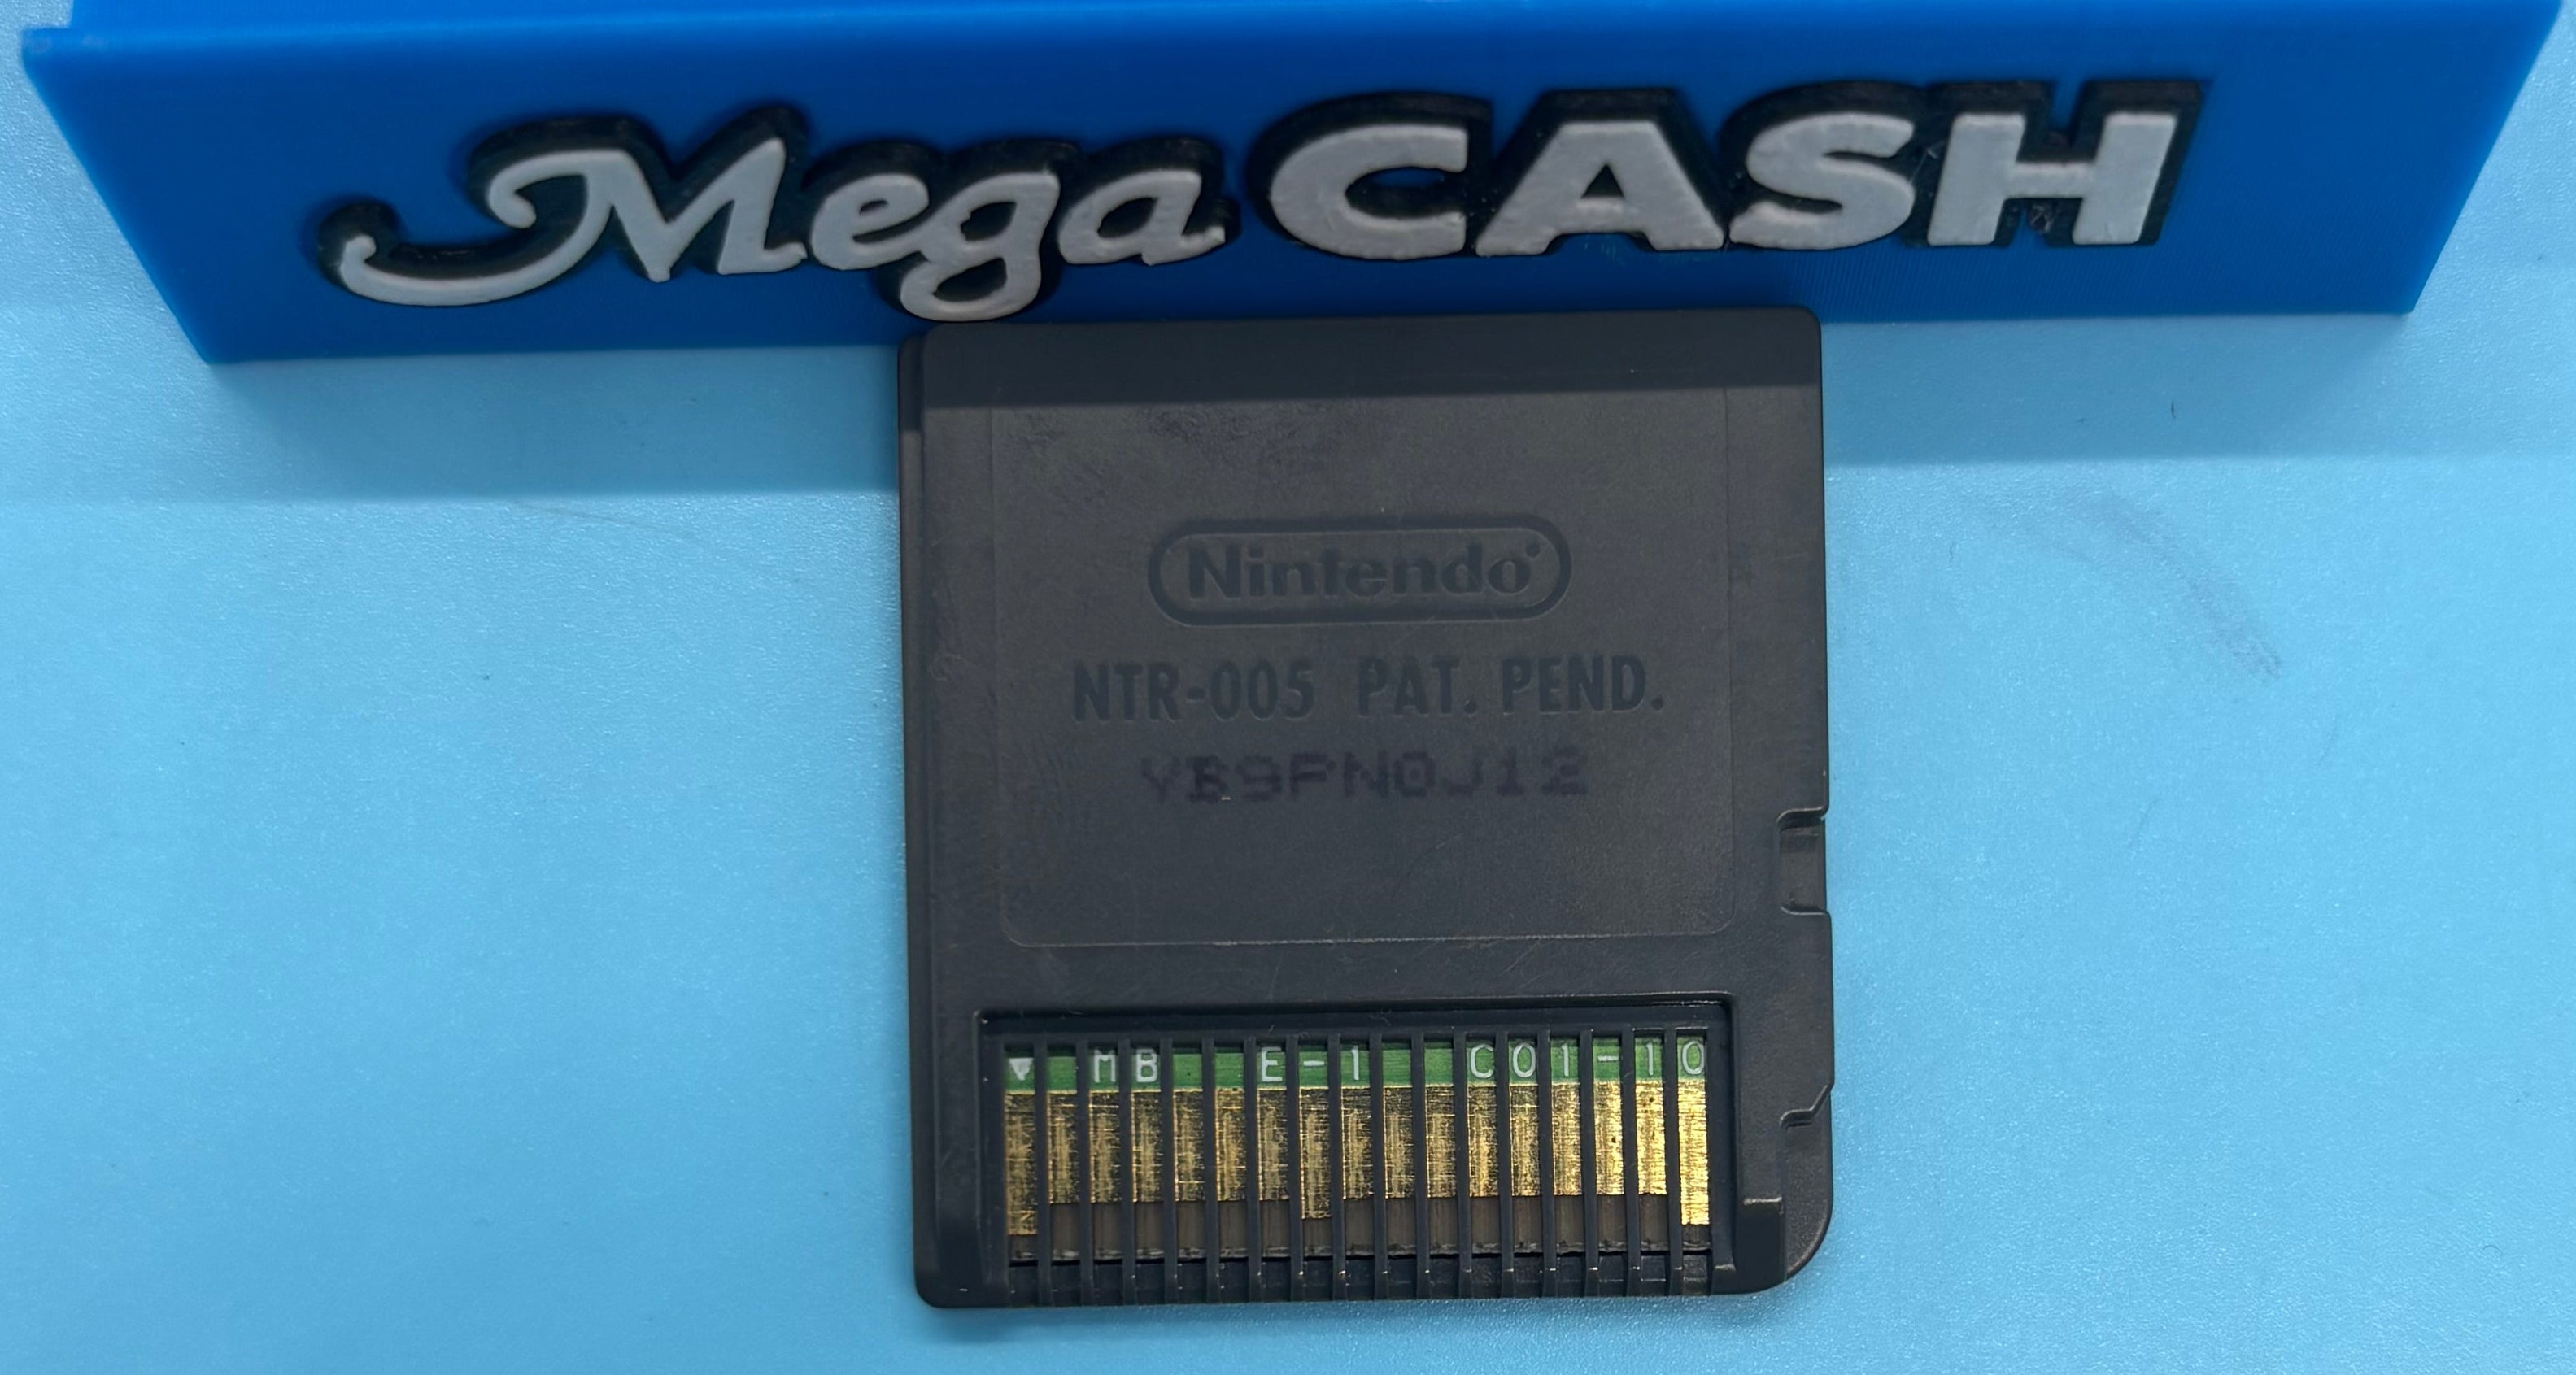 Mega CASH
Nintendo
NTR-005 PAT. PEND.
YB9PN0J12
▼ MB E-1 C01-10